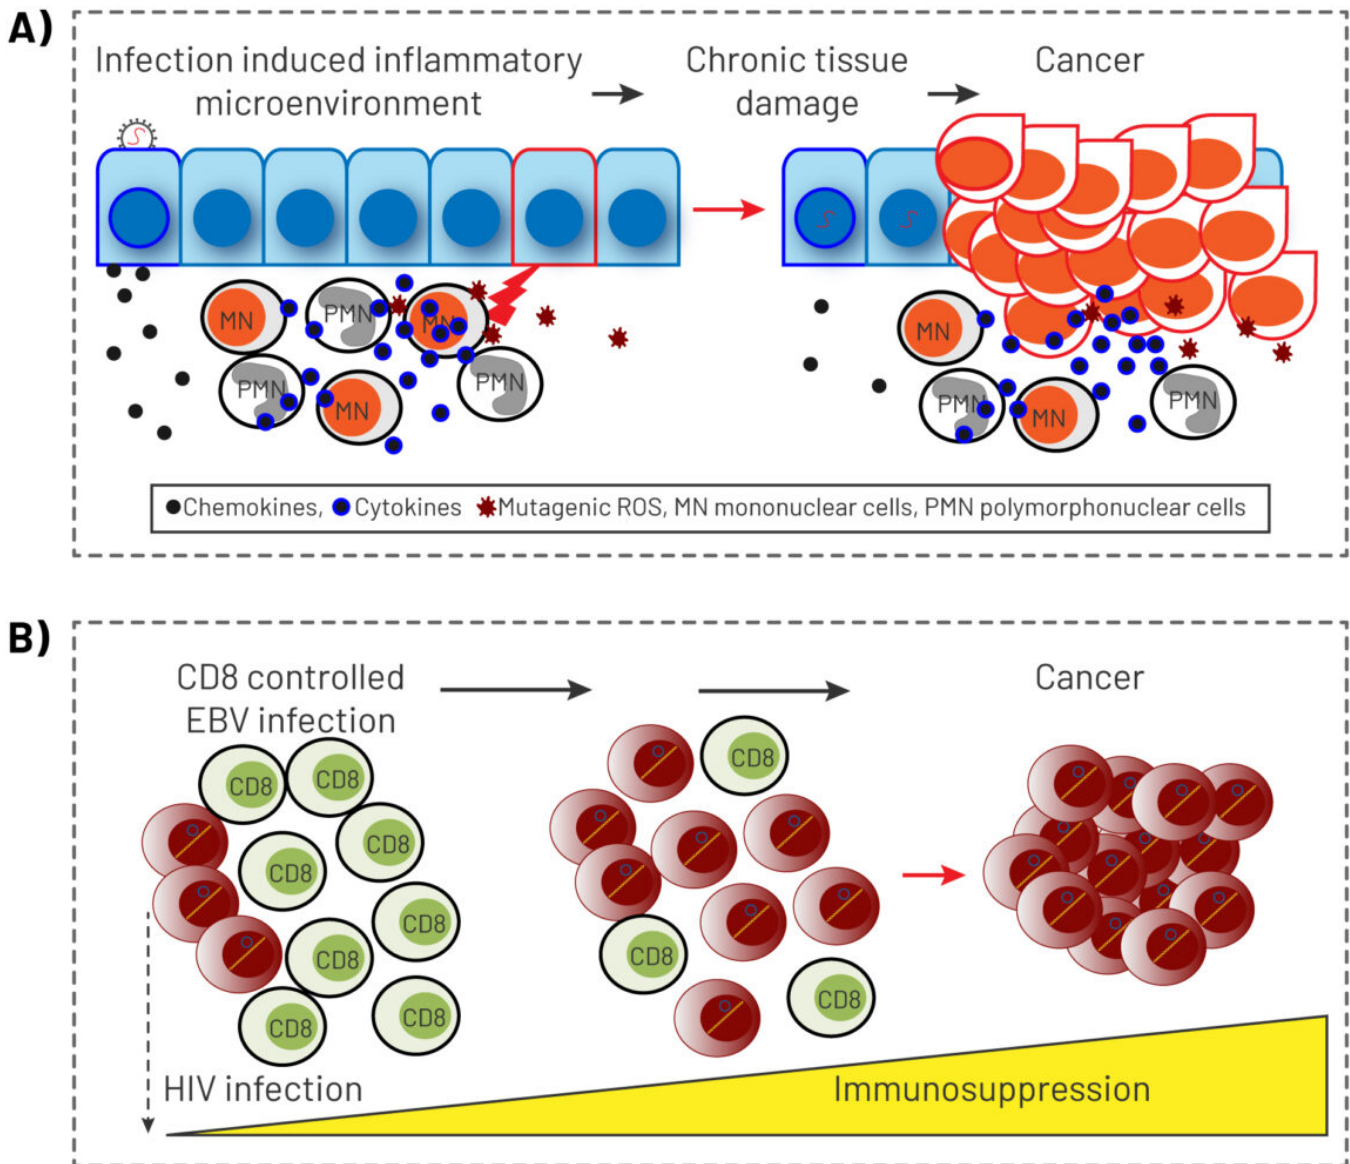 A)
Infection induced inflammatory
microenvironment
Chronic tissue
damage
Cancer
MN
PMN
MN
PMN
MN
PMN
MN
PMN
MN
PMN
Chemokines, Cytokines Mutagenic ROS, MN mononuclear cells, PMN polymorphonuclear cells
B)
CD8 controlled
EBV infection
Cancer
CD8
CD8
CD8
CD8
CD8
CD8
CD8
CD8
CD8
CD8
CD8
HIV infection
Immunosuppression